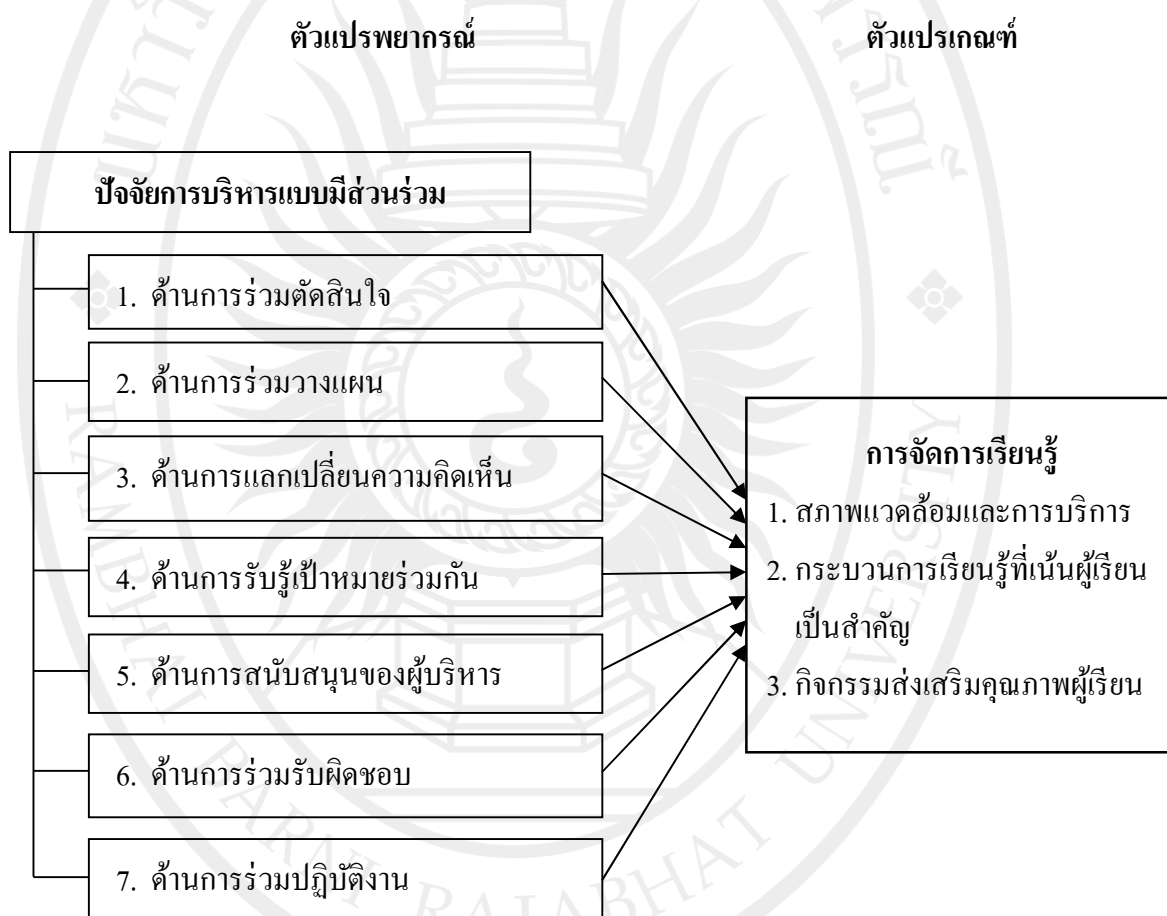 ตัวแปรพยากรณ์
ตัวแปรเกณฑ์
ปัจจัยการบริหารแบบมีส่วนร่วม
1. ด้านการร่วมตัดสินใจ
2. ด้านการร่วมวางแผน
3. ด้านการแลกเปลี่ยนความคิดเห็น
4. ด้านการรับรู้เป้าหมายร่วมกัน
5. ด้านการสนับสนุนของผู้บริหาร
6. ด้านการร่วมรับผิดชอบ
7. ด้านการร่วมปฏิบัติงาน
การจัดการเรียนรู้
1. สภาพแวดล้อมและการบริการ
2. กระบวนการเรียนรู้ที่เน้นผู้เรียน
เป็นสำคัญ
3. กิจกรรมส่งเสริมคุณภาพผู้เรียน
RAJABHAT UNIVERSITY